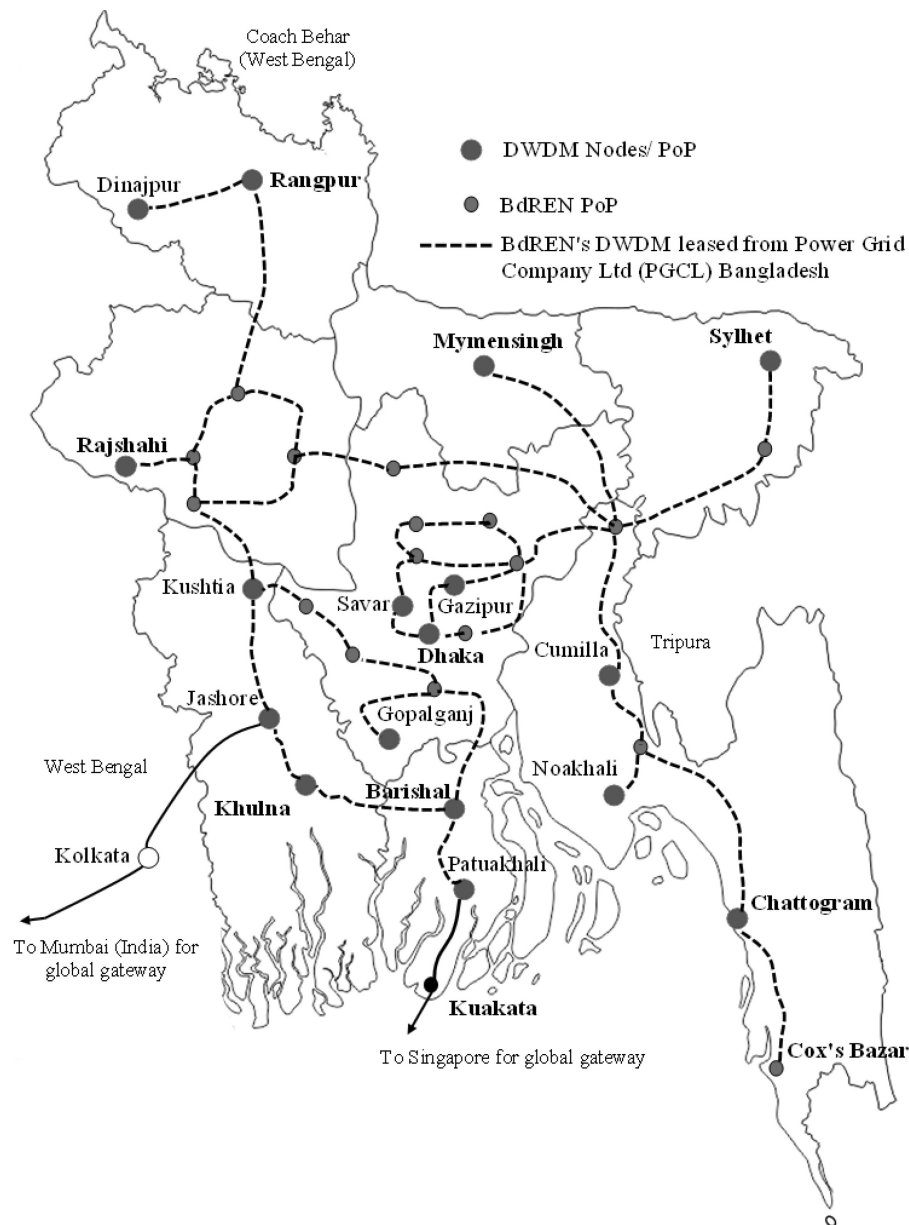 Coach Behar
(West Bengal)
DWDM Nodes/ PoP
Dinajpur
Rangpur
BdREN PoP
BdREN's DWDM leased from Power Grid
Company Ltd (PGCL) Bangladesh
Mymensingh
Sylhet
Rajshahi
Kushtia
Savar
Gazipur
Dhaka
Cumilla
Tripura
Jashore
Gopalganj
West Bengal
Noakhali
Khulna
Barishal
Kolkata
Patuakhali
Chattogram
To Mumbai (India) for
global gateway
Kuakata
To Singapore for global gateway
Cox's Bazar